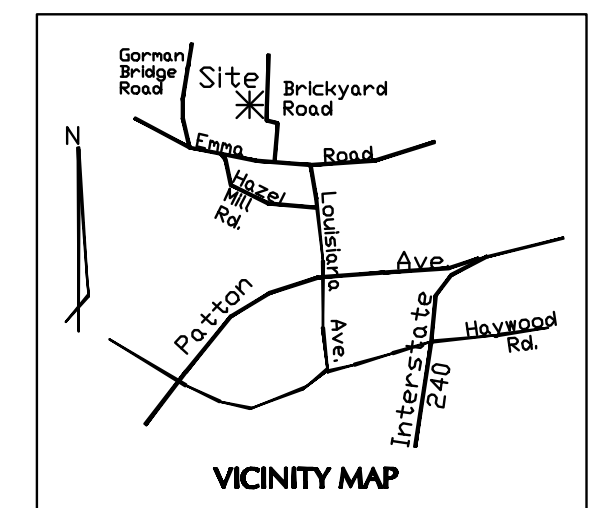 Gorman
Bridge
Road
Site
Brickyard
Road
N
Emma
Road
Hazel
Mill
Rd.
Louisiana
Ave.
Patton
Ave.
Interstate
240
Haywood
Rd.
VICINITY MAP